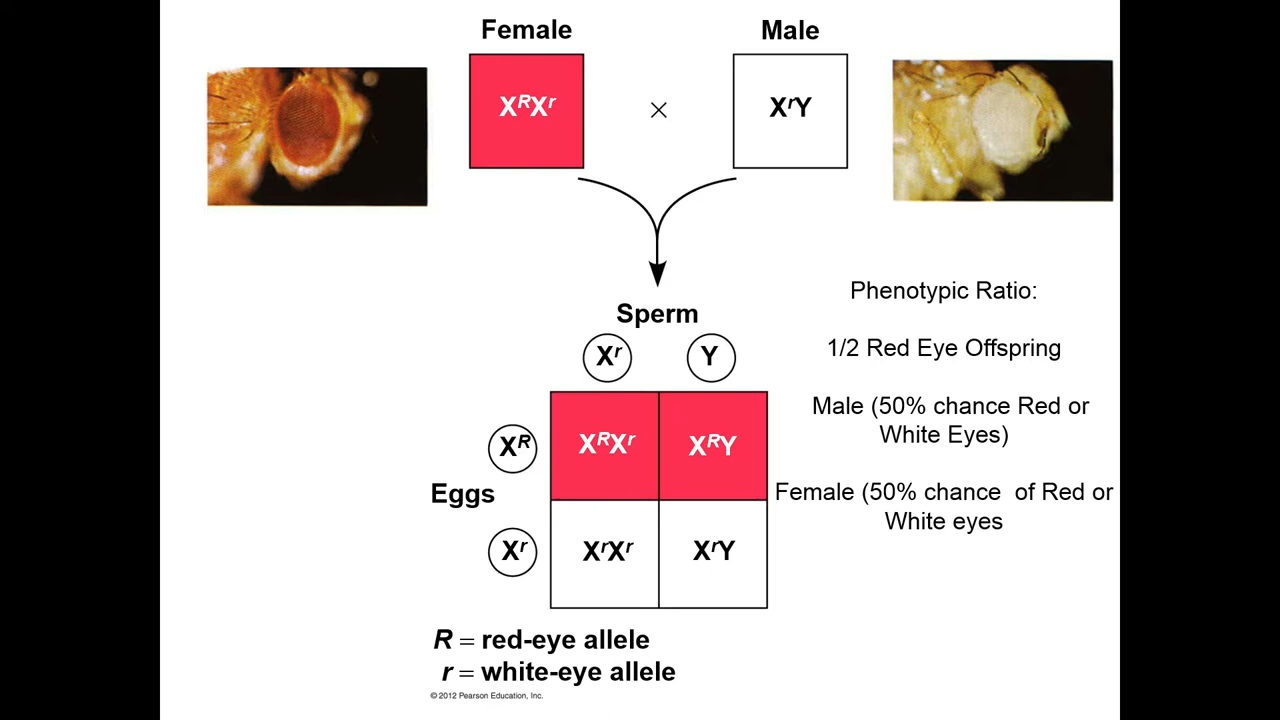 Female
Male
XᴿXʳ
×
XʳY
Sperm
Xʳ
Y
Phenotypic Ratio:
1/2 Red Eye Offspring
Male (50% chance Red or
White Eyes)
Female (50% chance of Red or
White eyes
Xᴿ
XᴿXʳ
XᴿY
Eggs
Xʳ
XʳXʳ
XʳY
R = red-eye allele
r = white-eye allele
© 2012 Pearson Education, Inc.